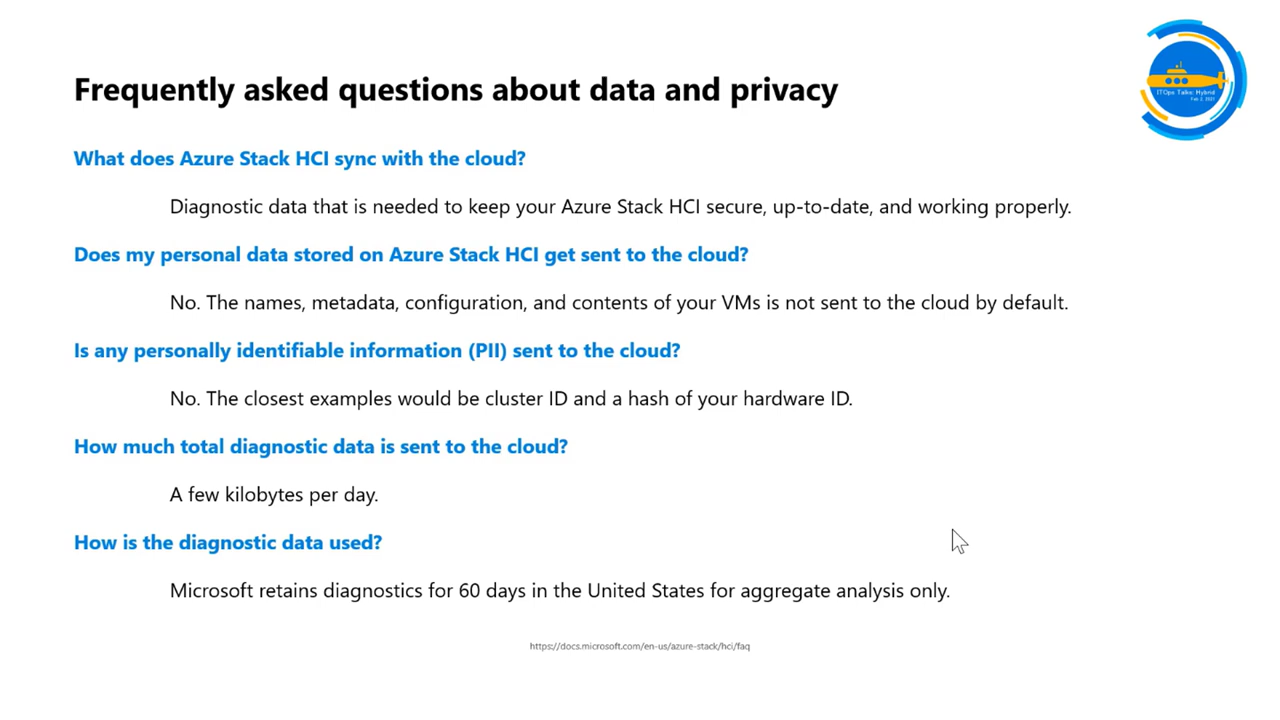 Frequently asked questions about data and privacy
ITOps Talks: Hybrid
Feb 2, 2021
What does Azure Stack HCI sync with the cloud?
Diagnostic data that is needed to keep your Azure Stack HCI secure, up-to-date, and working properly.
Does my personal data stored on Azure Stack HCI get sent to the cloud?
No. The names, metadata, configuration, and contents of your VMs is not sent to the cloud by default.
Is any personally identifiable information (PII) sent to the cloud?
No. The closest examples would be cluster ID and a hash of your hardware ID.
How much total diagnostic data is sent to the cloud?
A few kilobytes per day.
How is the diagnostic data used?
Microsoft retains diagnostics for 60 days in the United States for aggregate analysis only.
https://docs.microsoft.com/en-us/azure-stack/hci/faq